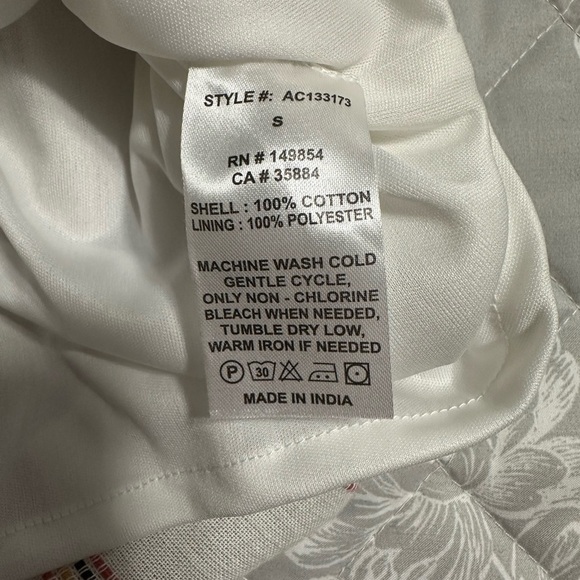 STYLE #: AC133173
S
RN # 149854
CA # 35884
SHELL : 100% COTTON
LINING : 100% POLYESTER
MACHINE WASH COLD
GENTLE CYCLE,
ONLY NON - CHLORINE
BLEACH WHEN NEEDED,
TUMBLE DRY LOW,
WARM IRON IF NEEDED
P 30
MADE IN INDIA